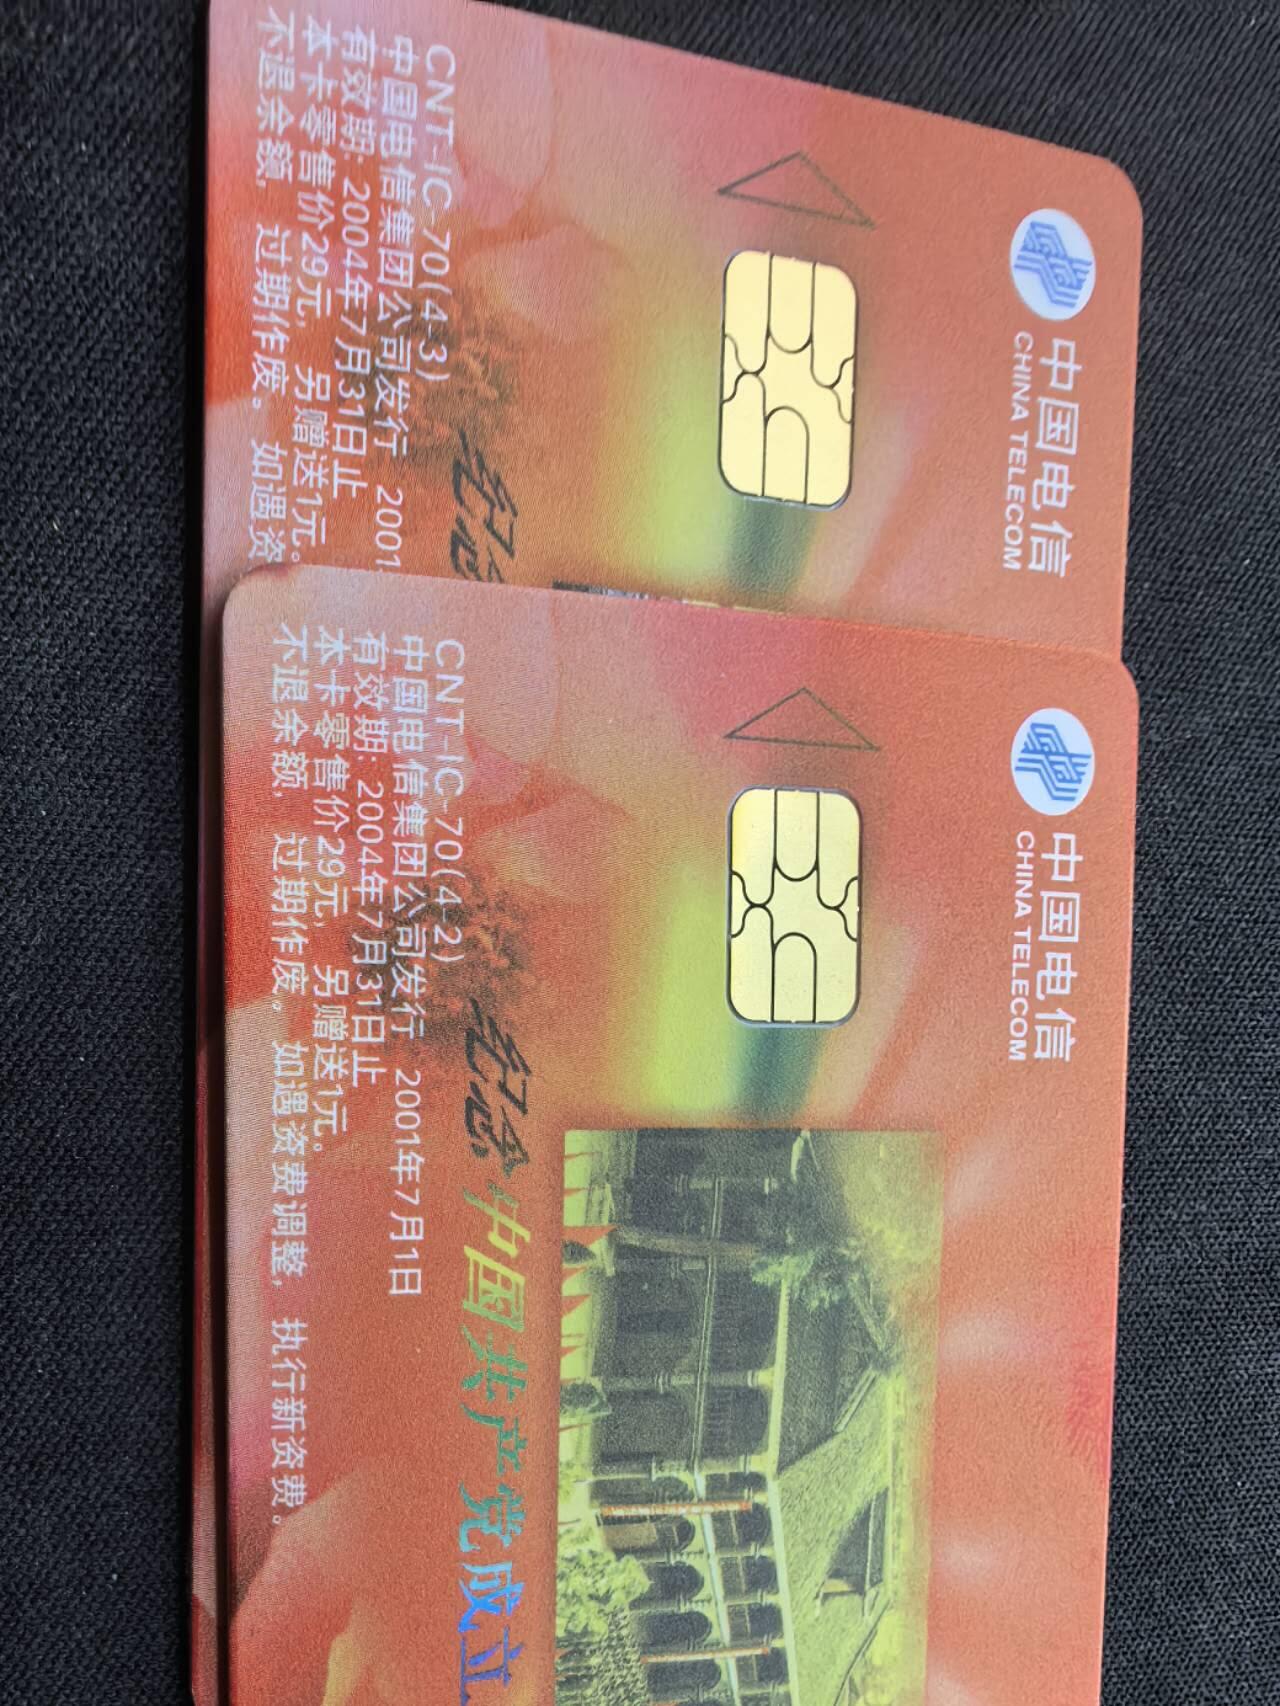 中国电信
CHINA TELECOM
纪念
CNT-IC-70(4-3)
中国电信集团公司发行 2001
有效期: 2004年7月31日止
本卡零售价29元, 另赠送1元。
不退余额, 过期作废。 如遇资
中国电信
CHINA TELECOM
纪念中国共产党成立
CNT-IC-70(4-2)
中国电信集团公司发行 2001年7月1日
有效期: 2004年7月31日止
本卡零售价29元, 另赠送1元。
不退余额, 过期作废。 如遇资费调整, 执行新资费。